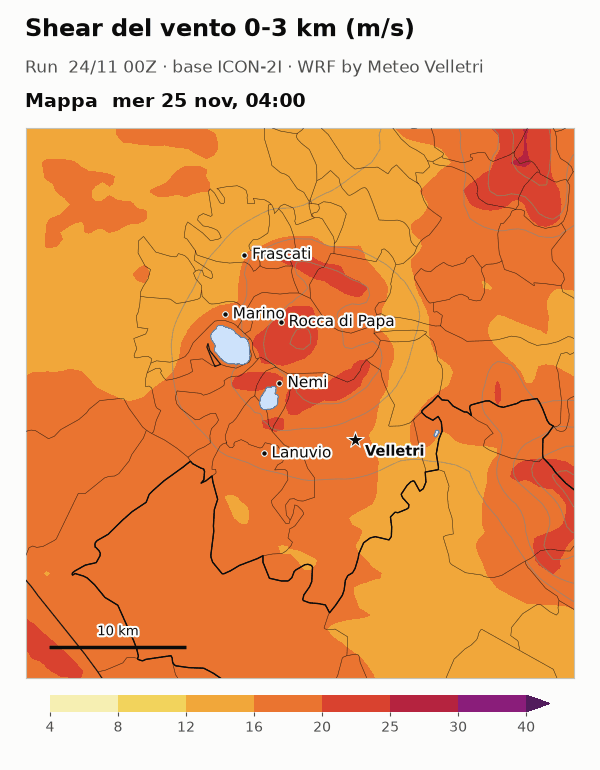 Shear del vento 0-3 km (m/s)
Run  24/11 00Z · base ICON-2I · WRF by Meteo Velletri
Mappa  mer 25 nov, 04:00
Frascati
Marino
Rocca di Papa
Nemi
Velletri
Lanuvio
10 km
4 8 12 16 20 25 30 40